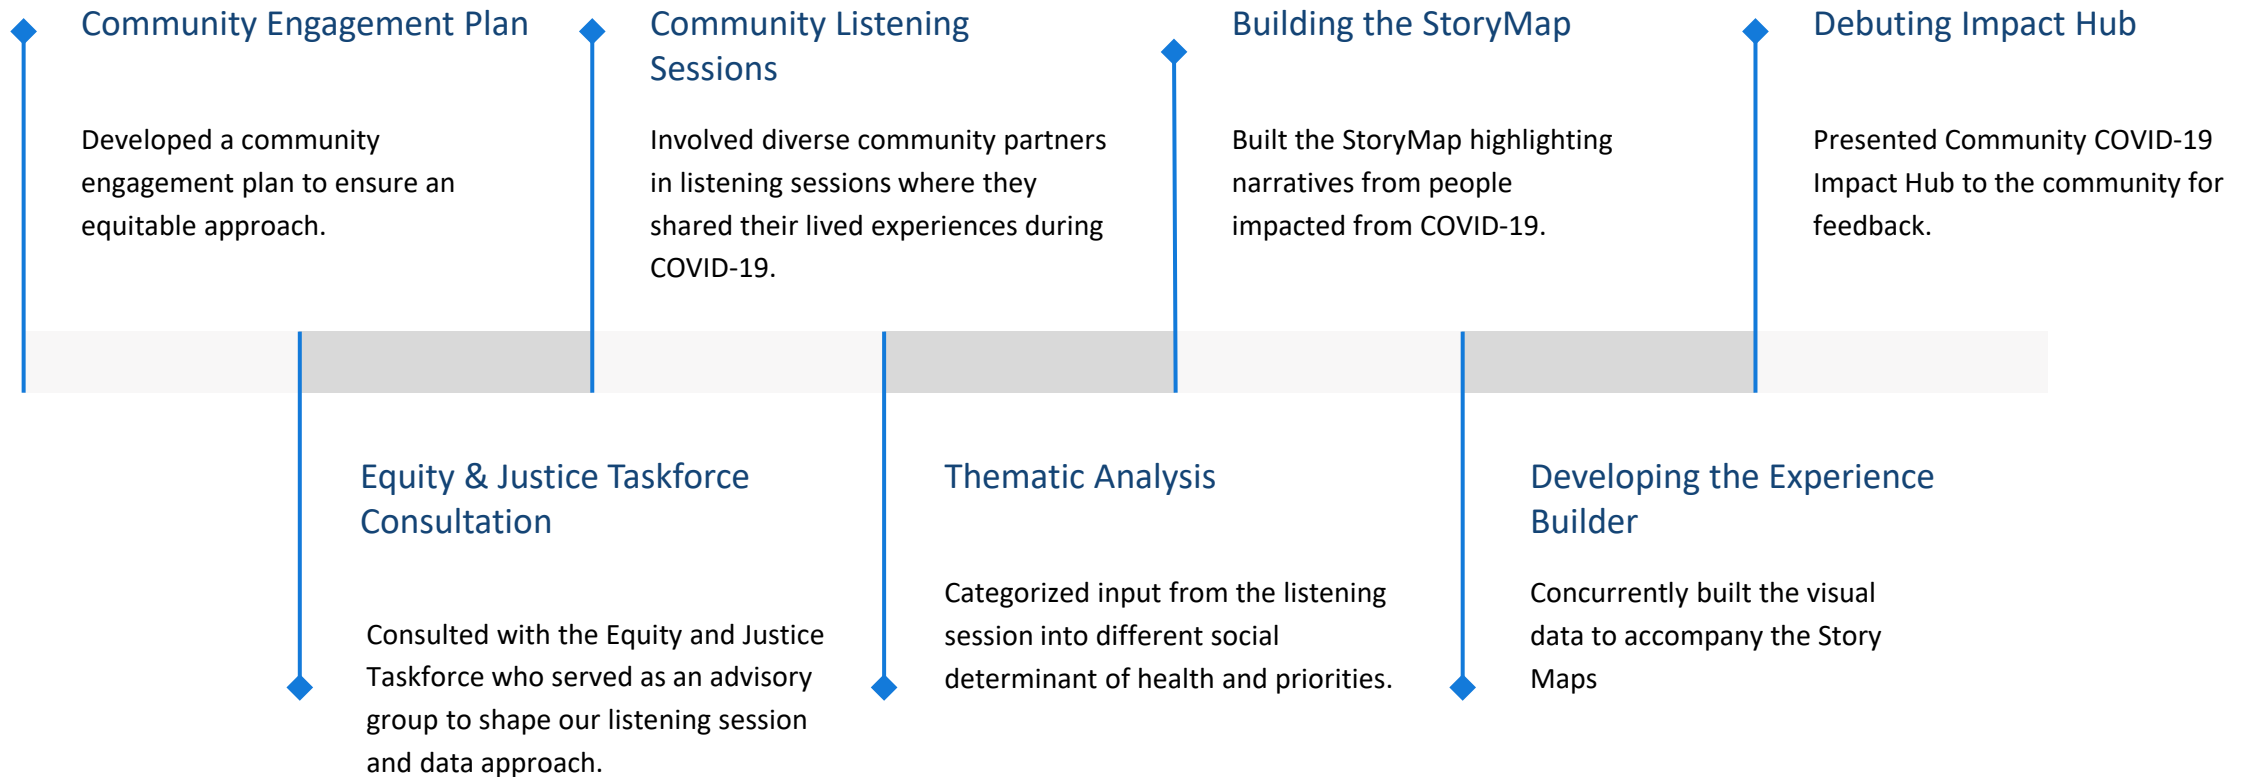 Community Engagement Plan
Developed a community
engagement plan to ensure an
equitable approach.
Equity & Justice Taskforce
Consultation
Consulted with the Equity and Justice
Taskforce who served as an advisory
group to shape our listening session
and data approach.
Community Listening
Sessions
Involved diverse community partners
in listening sessions where they
shared their lived experiences during
COVID-19.
Thematic Analysis
Categorized input from the listening
session into different social
determinant of health and priorities.
Building the StoryMap
Built the StoryMap highlighting
narratives from people
impacted from COVID-19.
Developing the Experience
Builder
Concurrently built the visual
data to accompany the Story
Maps
Debuting Impact Hub
Presented Community COVID-19
Impact Hub to the community for
feedback.